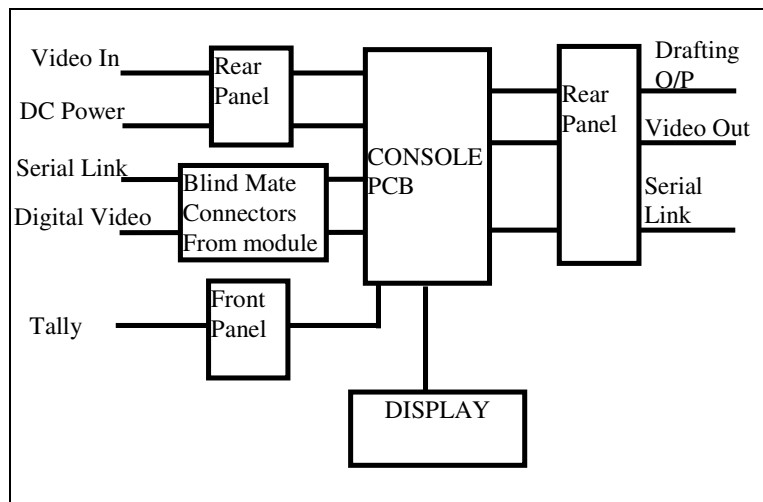 Video In
DC Power
Rear
Panel
Serial Link
Digital Video
Blind Mate
Connectors
From module
Tally
Front
Panel
CONSOLE
PCB
DISPLAY
Rear
Panel
Drafting
O/P
Video Out
Serial
Link